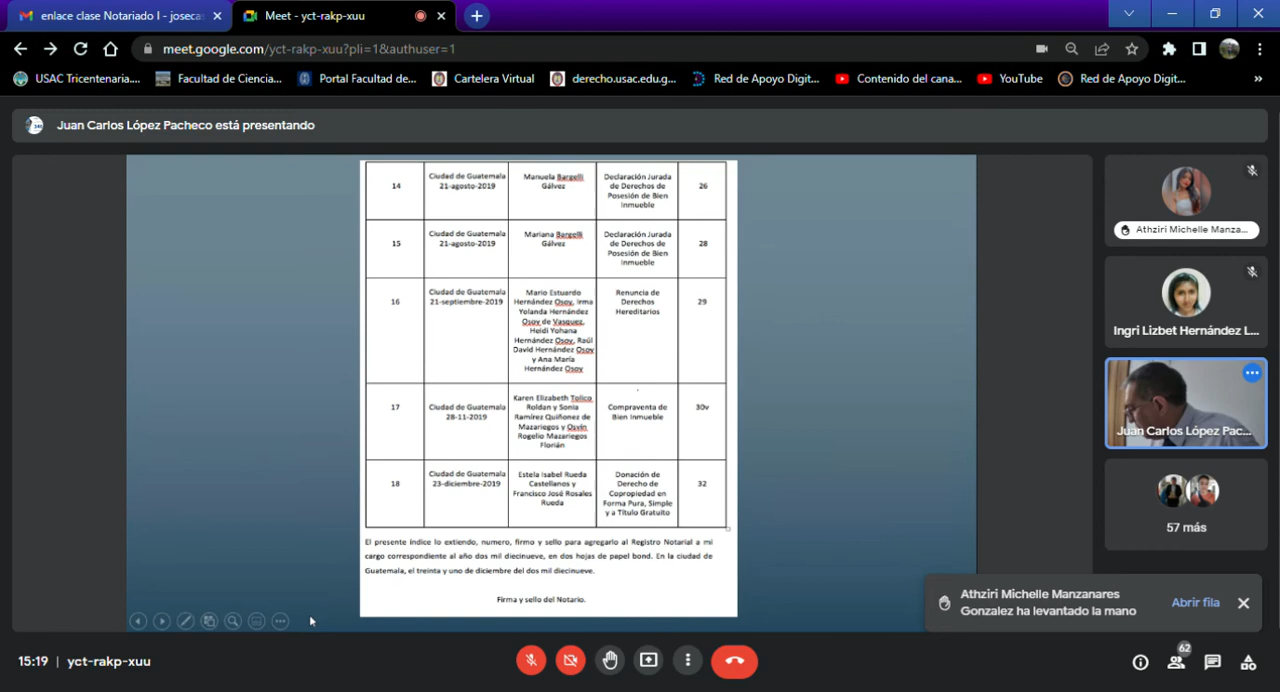 enlace clase Notariado I - joseca
Meet - yct-rakp-xuu
meet.google.com/yct-rakp-xuu?pli=1&authuser=1
USAC Tricentenaria....
Facultad de Ciencia...
Portal Facultad de...
Cartelera Virtual
derecho.usac.edu.g...
Red de Apoyo Digit...
Contenido del cana...
YouTube
Red de Apoyo Digit...
»
Juan Carlos López Pacheco está presentando
14
Ciudad de Guatemala
21-agosto-2019
Manuela Bargelli
Gálvez
Declaración Jurada
de Derechos de
Posesión de Bien
Inmueble
26
15
Ciudad de Guatemala
21-agosto-2019
Mariana Bargelli
Gálvez
Declaración Jurada
de Derechos de
Posesión de Bien
Inmueble
28
16
Ciudad de Guatemala
21-septiembre-2019
Mario Estuardo
Hernández Osoy, Irma
Yolanda Hernández
Osoy de Vasquez,
Heidi Yohana
Hernández Osoy, Raúl
David Hernández Osoy
y Ana María
Hernández Osoy
Renuncia de
Derechos
Hereditarios
29
17
Ciudad de Guatemala
28-11-2019
Karen Elizabeth Tolico
Roldan y Sonia
Ramírez Quiñonez de
Mazariegos y Osvin
Rogelio Mazariegos
Florián
Compraventa de
Bien Inmueble
30v
18
Ciudad de Guatemala
23-diciembre-2019
Estela Isabel Rueda
Castellanos y
Francisco José Rosales
Rueda
Donación de
Derecho de
Copropiedad en
Forma Pura, Simple
y a Título Gratuito
32
El presente índice lo extiendo, numero, firmo y sello para agregarlo al Registro Notarial a mi
cargo correspondiente al año dos mil diecinueve, en dos hojas de papel bond. En la ciudad de
Guatemala, el treinta y uno de diciembre del dos mil diecinueve.
Firma y sello del Notario.
Athziri Michelle Manza...
Ingri Lizbet Hernández L...
Juan Carlos López Pac...
57 más
Athziri Michelle Manzanares
Gonzalez ha levantado la mano
Abrir fila
15:19 | yct-rakp-xuu
62